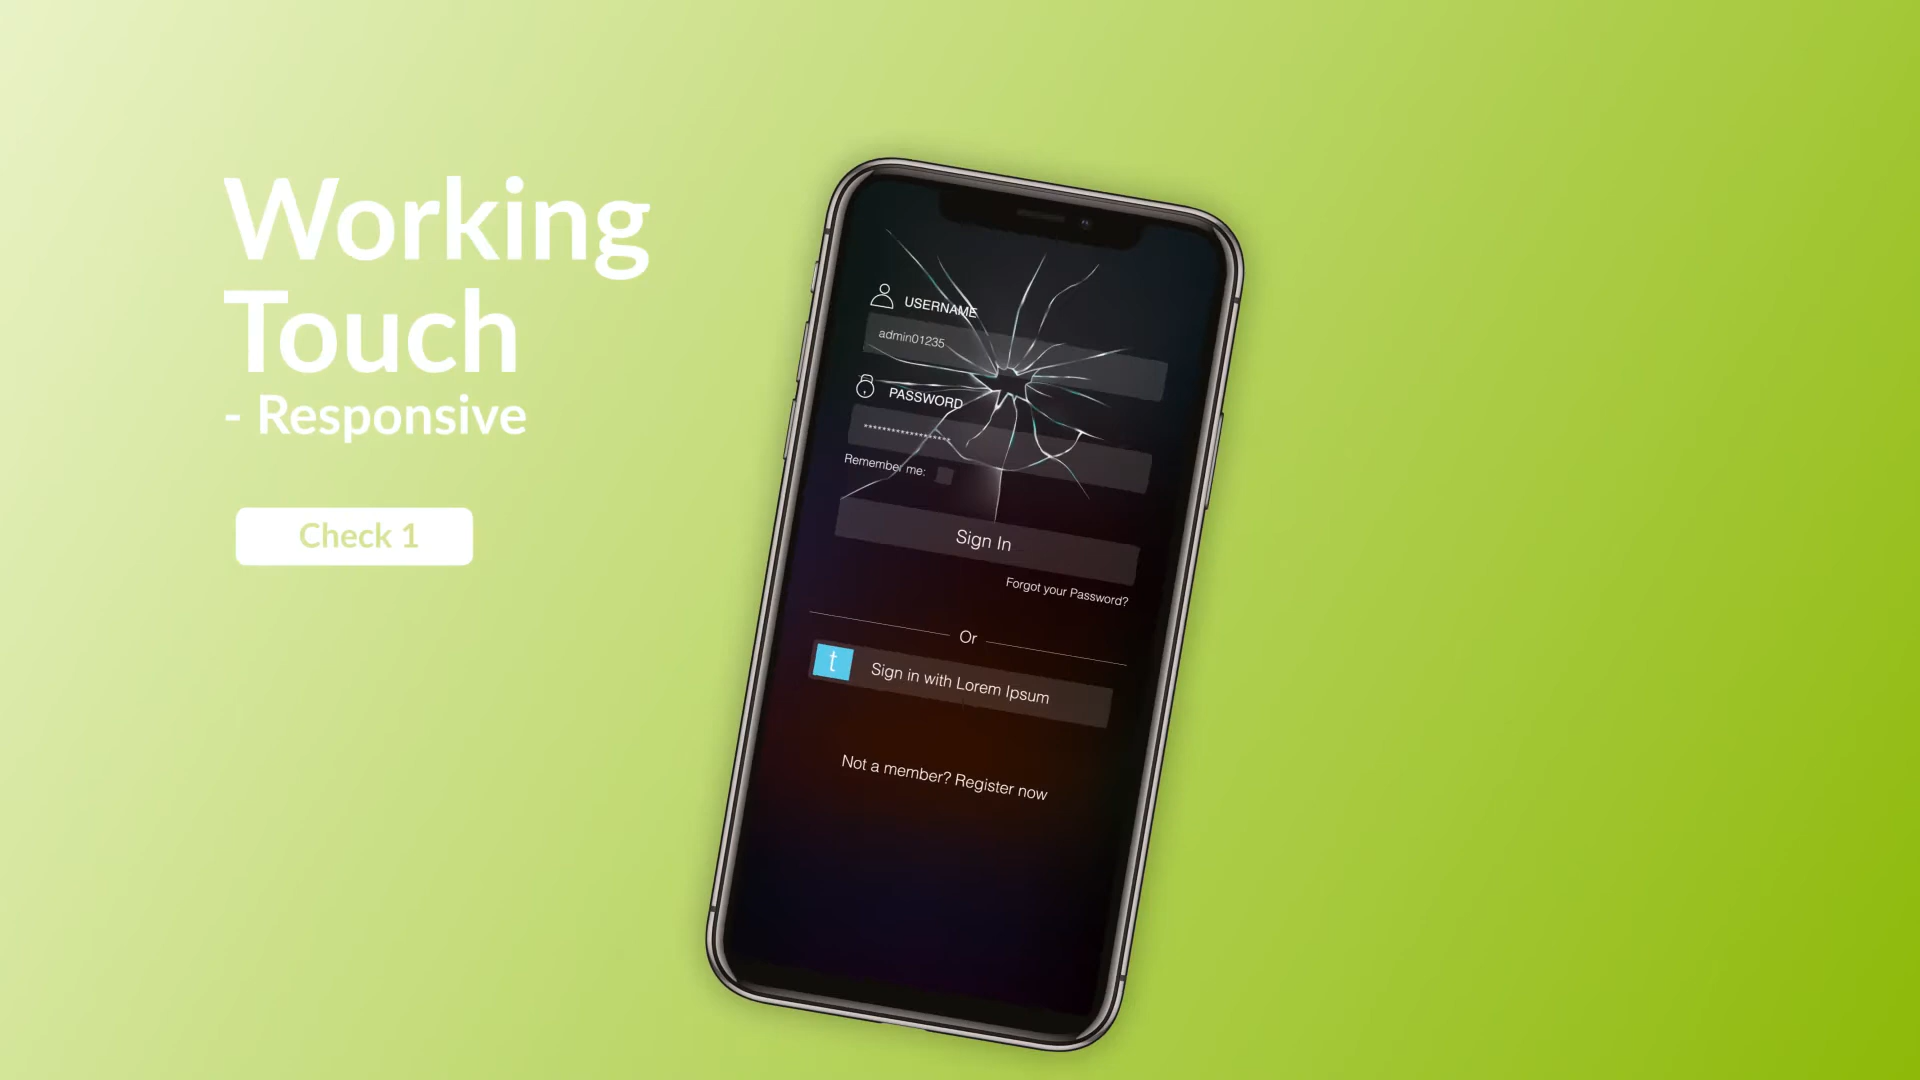 Working
Touch
- Responsive
Check 1
USERNAME
admin01235
PASSWORD
*******************
Remember me:
Sign In
Forgot your Password?
Or
t
Sign in with Lorem Ipsum
Not a member? Register now